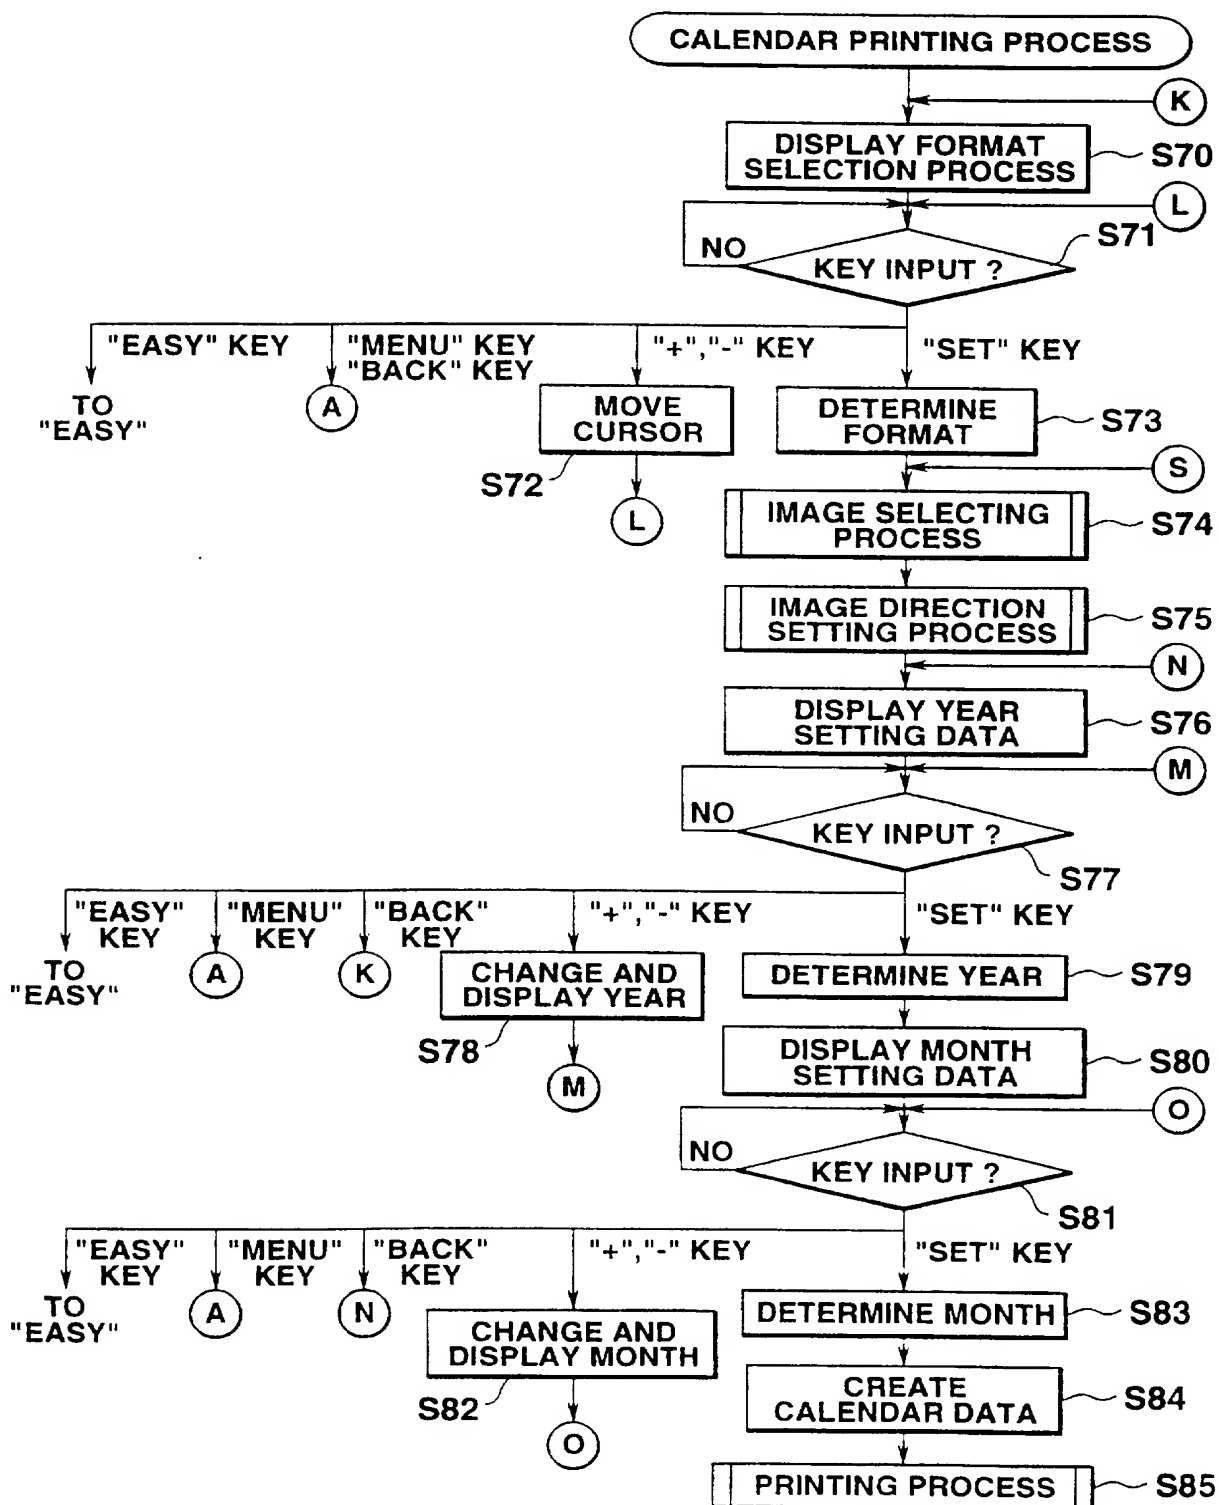 CALENDAR PRINTING PROCESS
K
DISPLAY FORMAT
SELECTION PROCESS
S70
L
S71
NO
KEY INPUT ?
"EASY" KEY
"MENU" KEY
"BACK" KEY
"+","-" KEY
"SET" KEY
TO
"EASY"
A
MOVE
CURSOR
S72
L
DETERMINE
FORMAT
S73
S
IMAGE SELECTING
PROCESS
S74
IMAGE DIRECTION
SETTING PROCESS
S75
N
DISPLAY YEAR
SETTING DATA
S76
M
NO
KEY INPUT ?
S77
"EASY"
KEY
"MENU"
KEY
"BACK"
KEY
"+","-" KEY
"SET" KEY
TO
"EASY"
A
K
CHANGE AND
DISPLAY YEAR
S78
M
DETERMINE YEAR
S79
DISPLAY MONTH
SETTING DATA
S80
O
NO
KEY INPUT ?
S81
"EASY"
KEY
"MENU"
KEY
"BACK"
KEY
"+","-" KEY
"SET" KEY
TO
"EASY"
A
N
CHANGE AND
DISPLAY MONTH
S82
O
DETERMINE MONTH
S83
CREATE
CALENDAR DATA
S84
PRINTING PROCESS
S85